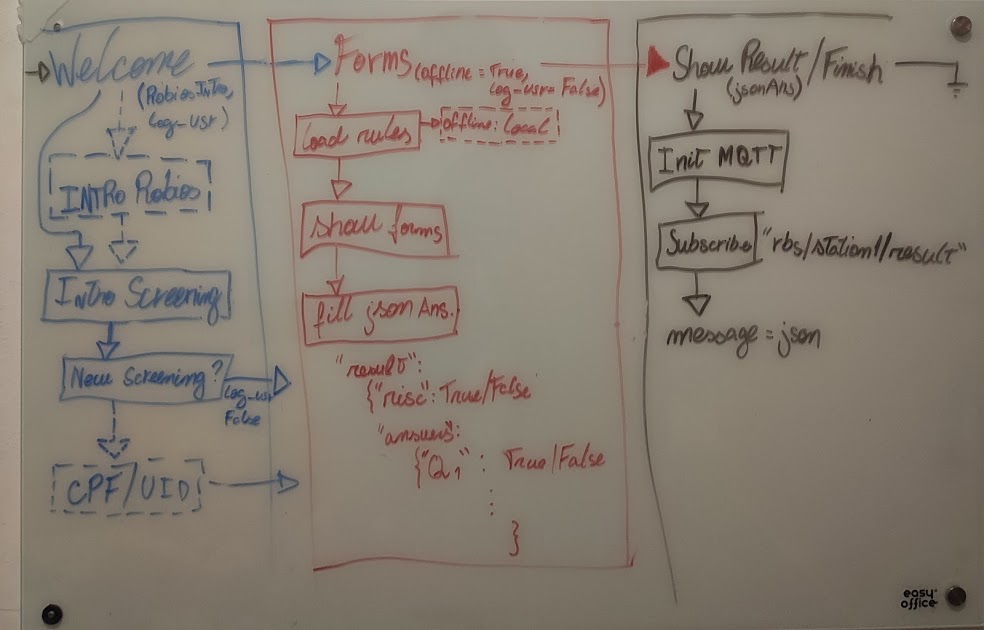 Welcome
(Robios Intro,
log-usr)
INTRO Robios
Intro Screening
New Screening?
log-usr
False
CPF/UID
Forms (offline = True,
log-usr = False)
load rules
offline: local
show forms
fill json Ans.
"result":
{"risc": True/False
"answers":
{"Q1": True/False
}
Show Result/Finish
(jsonAns)
Init MQTT
Subscribe "rbs/station1/result"
message = json
easy
office